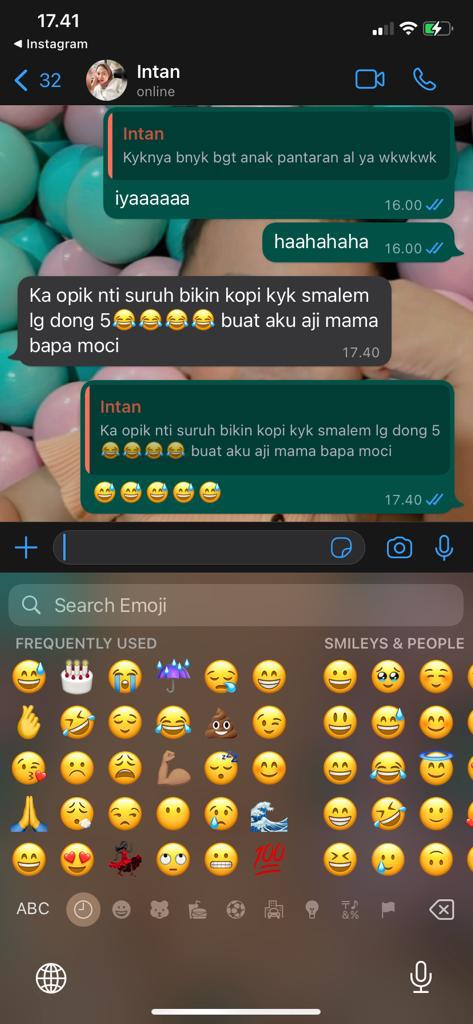 17.41
Instagram
32
Intan
online
Intan
Kyknya bnyk bgt anak pantaran al ya wkwkwk
iyaaaaaa
16.00
haahahaha
16.00
Ka opik nti suruh bikin kopi kyk smalem
lg dong 5😂😂😂😂 buat aku aji mama
bapa moci
17.40
Intan
Ka opik nti suruh bikin kopi kyk smalem lg dong 5
😂😂😂😂 buat aku aji mama bapa moci
😅😅😅😅😅
17.40
Search Emoji
FREQUENTLY USED
SMILEYS & PEOPLE
ABC